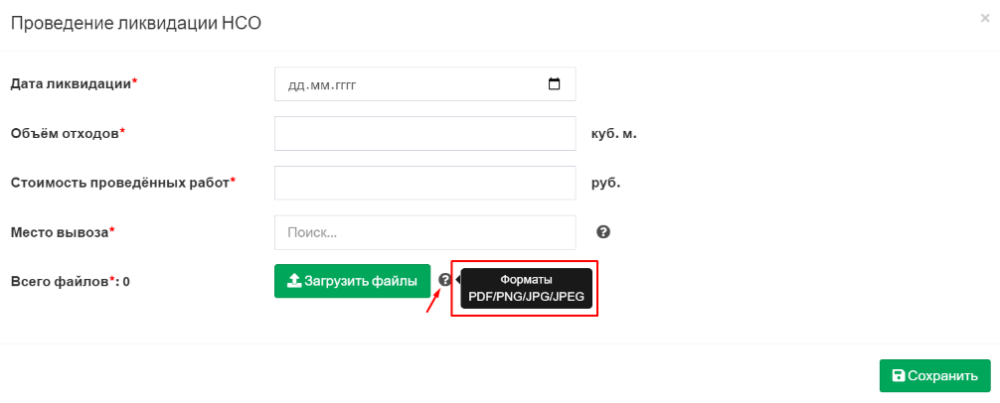 Проведение ликвидации НСО
×
Дата ликвидации*
дд.мм.гггг
Объём отходов*
куб. м.
Стоимость проведённых работ*
руб.
Место вывоза*
Поиск...
?
Всего файлов*: 0
Загрузить файлы
?
Форматы
PDF/PNG/JPG/JPEG
Сохранить